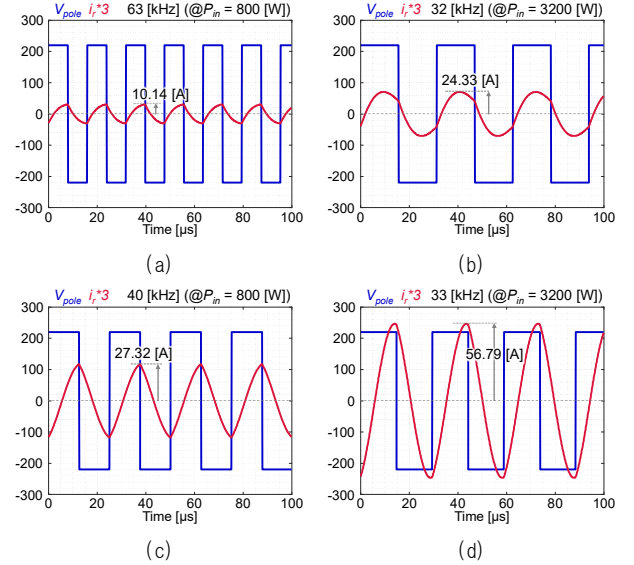 V_pole i_r*3 63 [kHz] (@P_in = 800 [W])
300
200
100
0
-100
-200
-300
10.14 [A]
0 20 40 60 80 100
Time [µs]
(a)
V_pole i_r*3 32 [kHz] (@P_in = 3200 [W])
300
200
100
0
-100
-200
-300
24.33 [A]
0 20 40 60 80 100
Time [µs]
(b)
V_pole i_r*3 40 [kHz] (@P_in = 800 [W])
300
200
100
0
-100
-200
-300
27.32 [A]
0 20 40 60 80 100
Time [µs]
(c)
V_pole i_r*3 33 [kHz] (@P_in = 3200 [W])
300
200
100
0
-100
-200
-300
56.79 [A]
0 20 40 60 80 100
Time [µs]
(d)